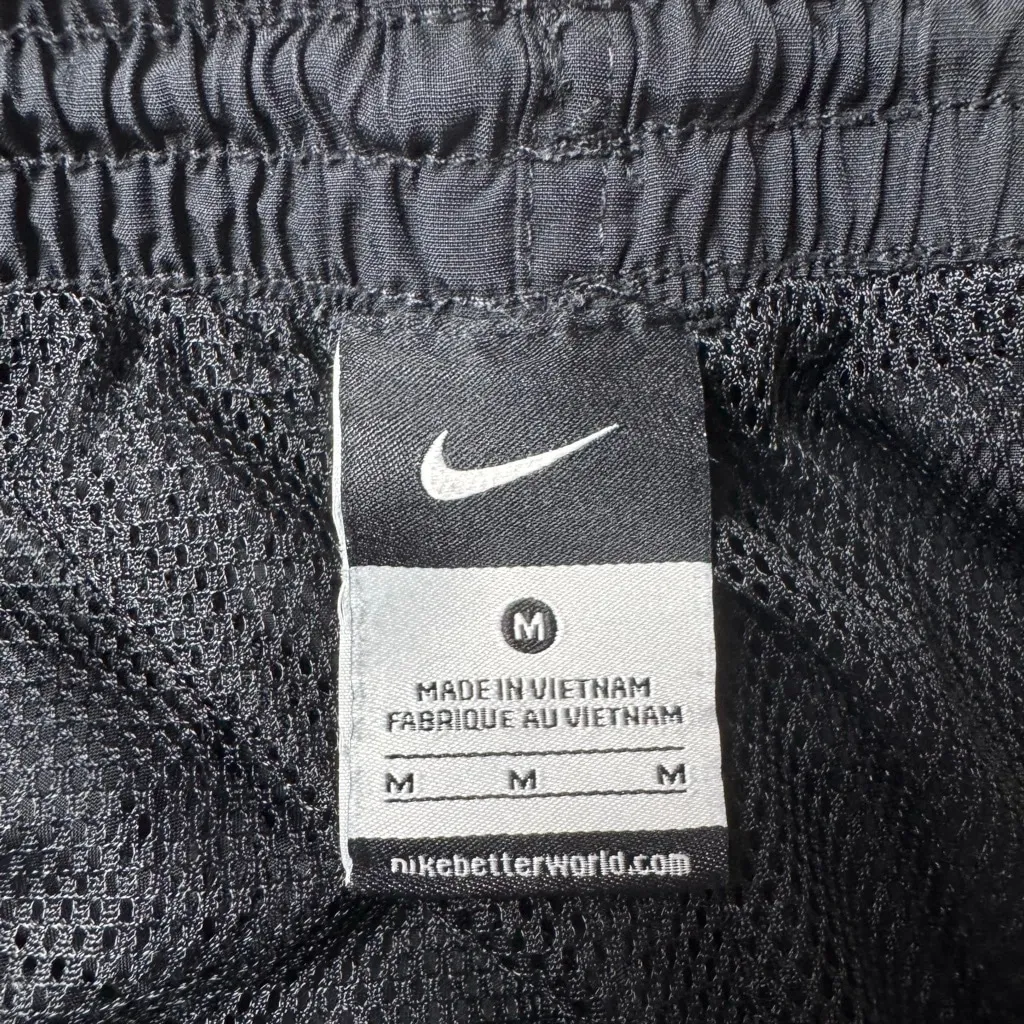 M
MADE IN VIETNAM
FABRIQUE AU VIETNAM
M M M
nikebetterworld.com